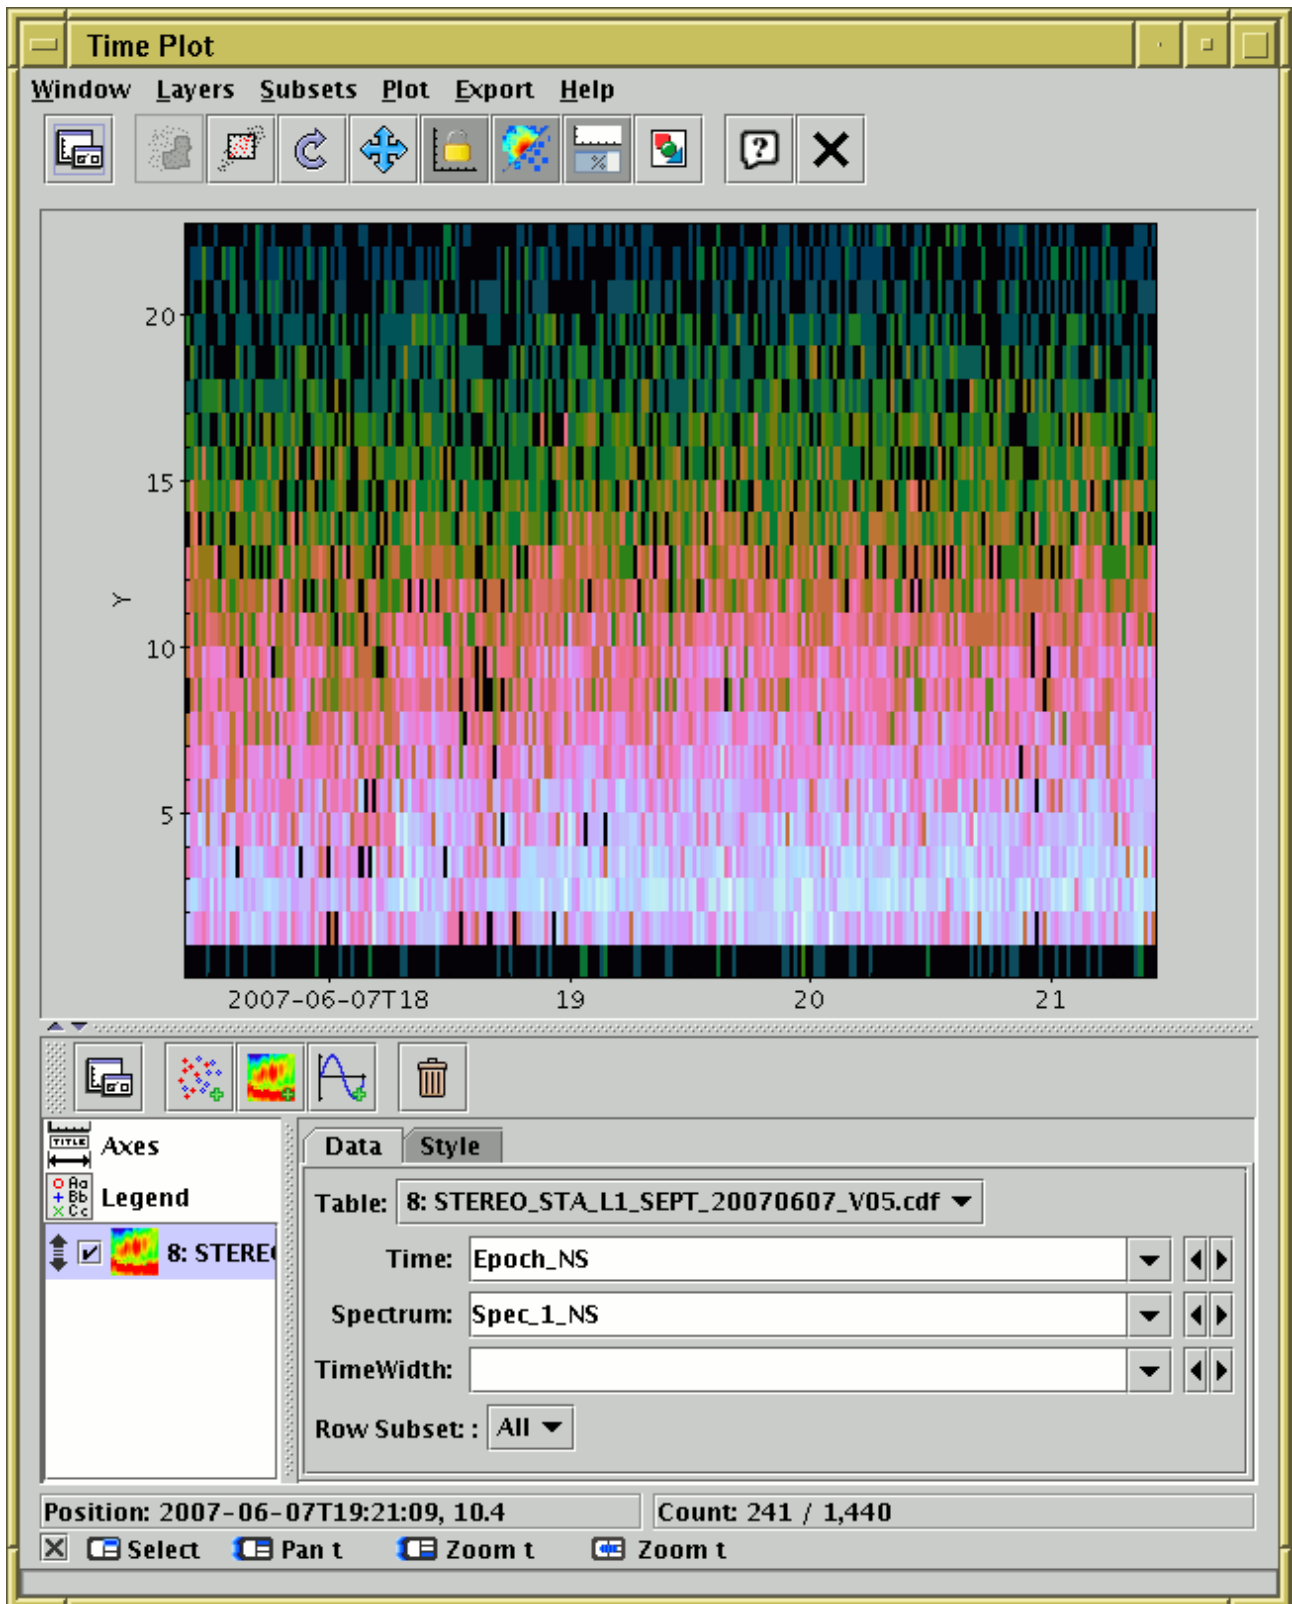 Time Plot
Window Layers Subsets Plot Export Help
20
15
Y
10
5
2007-06-07T18 19 20 21
Axes
Legend
8: STERE
Data Style
Table: 8: STEREO_STA_L1_SEPT_20070607_V05.cdf
Time: Epoch_NS
Spectrum: Spec_1_NS
TimeWidth:
Row Subset: : All
Position: 2007-06-07T19:21:09, 10.4 Count: 241 / 1,440
Select Pan t Zoom t Zoom t